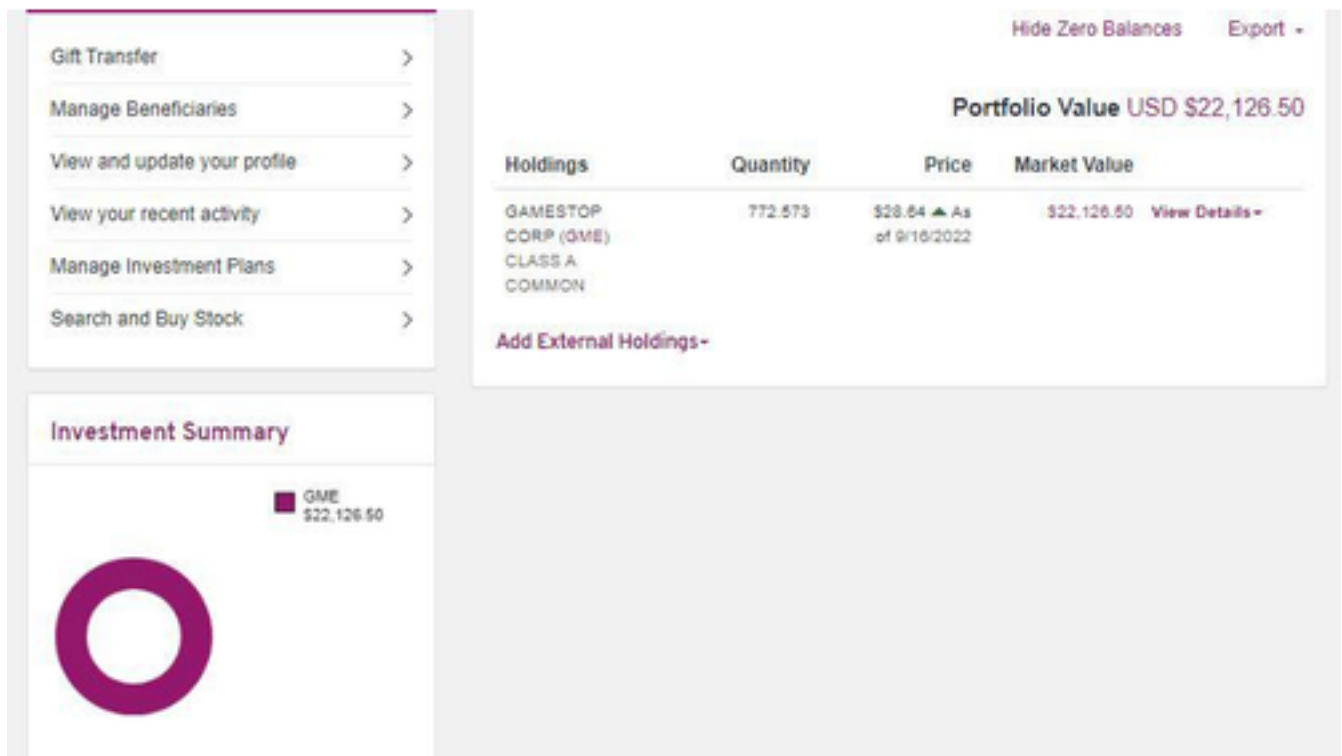 Gift Transfer
Manage Beneficiaries
View and update your profile
View your recent activity
Manage Investment Plans
Search and Buy Stock
Hide Zero Balances Export
Portfolio Value USD $22,126.50
Holdings Quantity Price Market Value
GAMESTOP 772.573 $28.64 ▲ As $22,126.50 View Details
CORP (GME) of 9/16/2022
CLASS A
COMMON
Add External Holdings
Investment Summary
GME
$22,126.50